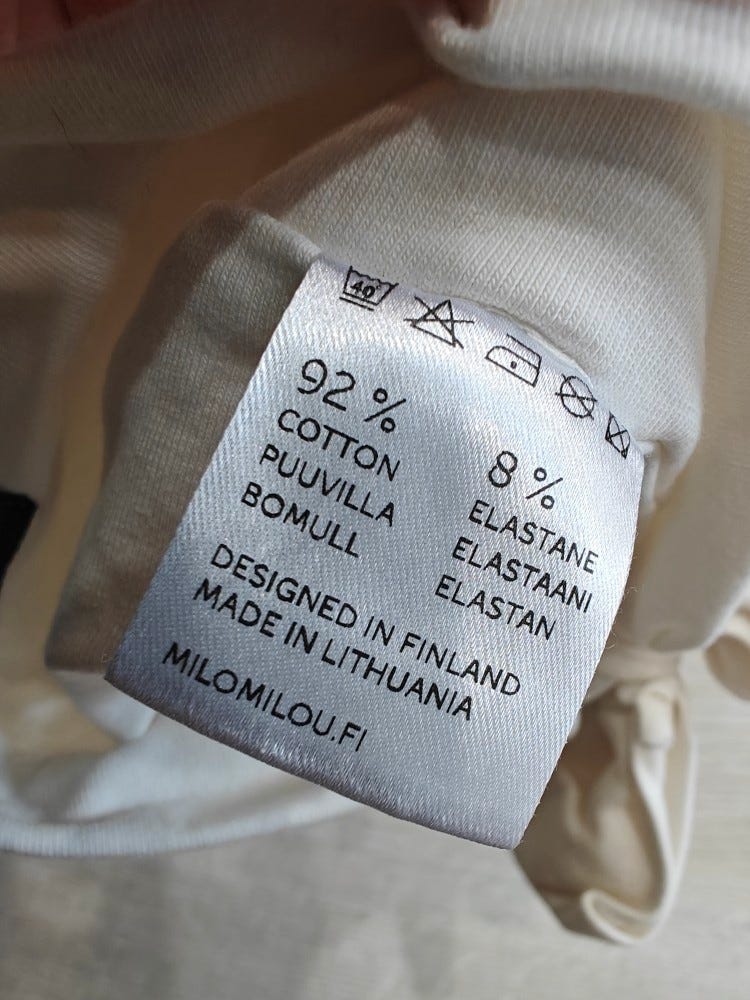 40°
92 %
COTTON
PUUVILLA
BOMULL
8 %
ELASTANE
ELASTAANI
ELASTAN
DESIGNED IN FINLAND
MADE IN LITHUANIA
MILOMILOU.FI